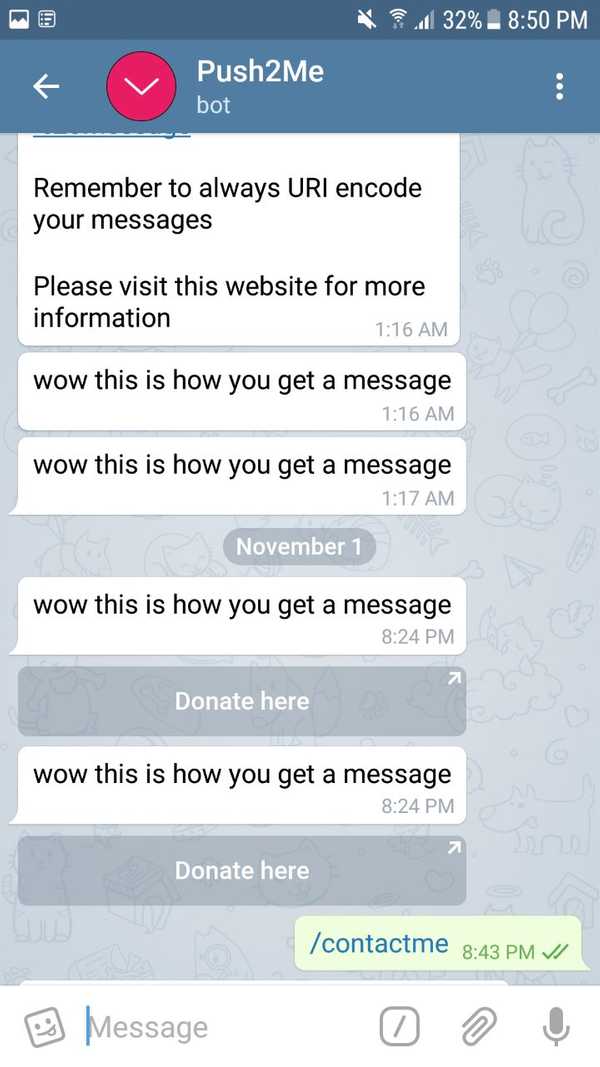 32% 8:50 PM
Push2Me
bot
Remember to always URI encode
your messages
Please visit this website for more
information
1:16 AM
wow this is how you get a message
1:16 AM
wow this is how you get a message
1:17 AM
November 1
wow this is how you get a message
8:24 PM
Donate here
wow this is how you get a message
8:24 PM
Donate here
/contactme 8:43 PM
Message